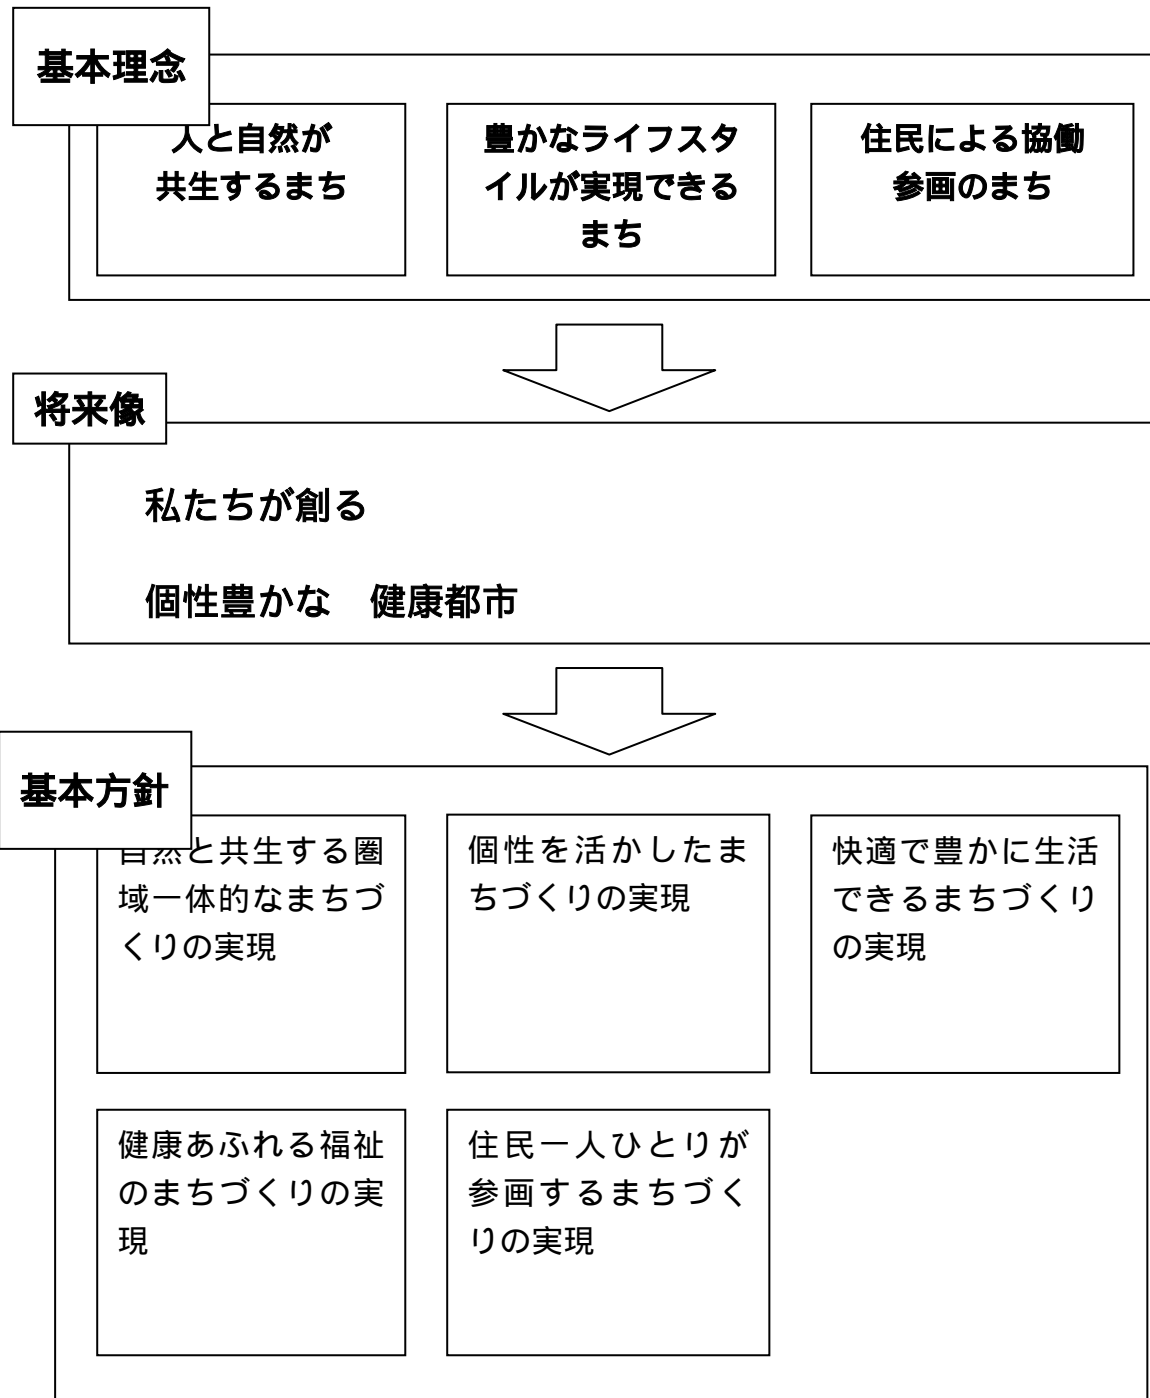 基本理念
人と自然が
共生するまち
豊かなライフスタ
イルが実現できる
まち
住民による協働
参画のまち
将来像
私たちが創る
個性豊かな　健康都市
基本方針
自然と共生する圏
域一体的なまちづ
くりの実現
個性を活かしたま
ちづくりの実現
快適で豊かに生活
できるまちづくり
の実現
健康あふれる福祉
のまちづくりの実
現
住民一人ひとりが
参画するまちづく
りの実現